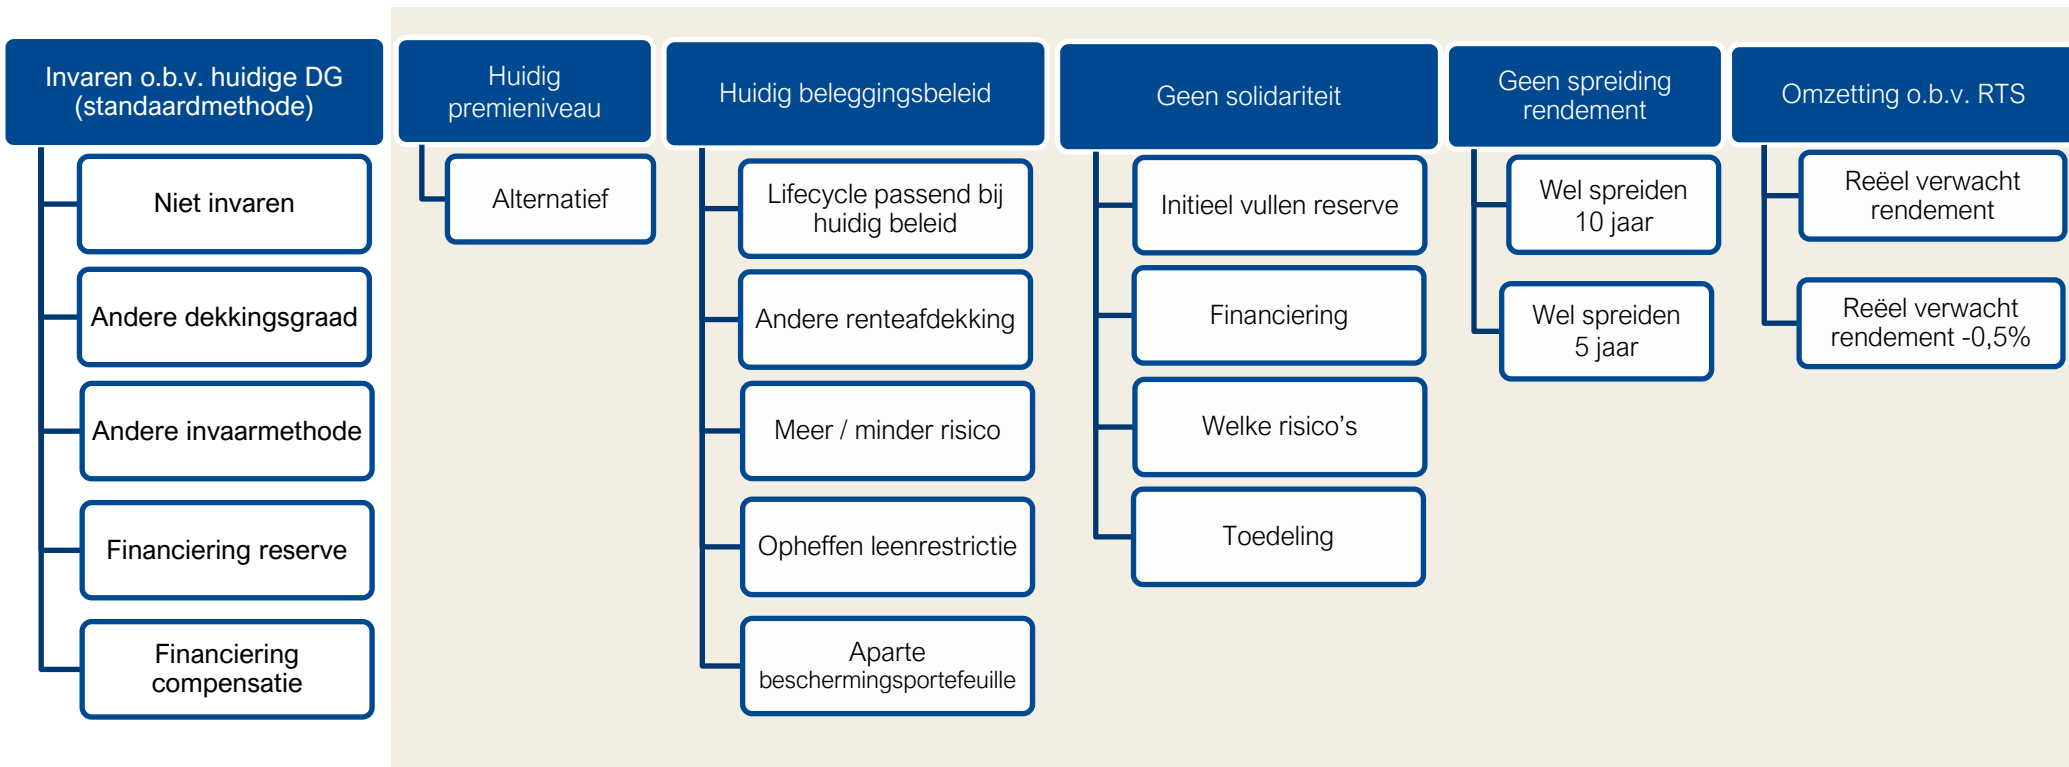 Invaren o.b.v. huidige DG
(standaardmethode)
Niet invaren
Andere dekkingsgraad
Andere invaarmethode
Financiering reserve
Financiering
compensatie
Huidig
premieniveau
Alternatief
Huidig beleggingsbeleid
Lifecycle passend bij
huidig beleid
Andere renteafdekking
Meer / minder risico
Opheffen leenrestrictie
Aparte
beschermingsportefeuille
Geen solidariteit
Initieel vullen reserve
Financiering
Welke risico's
Toedeling
Geen spreiding
rendement
Wel spreiden
10 jaar
Wel spreiden
5 jaar
Omzetting o.b.v. RTS
Reëel verwacht
rendement
Reëel verwacht
rendement -0,5%